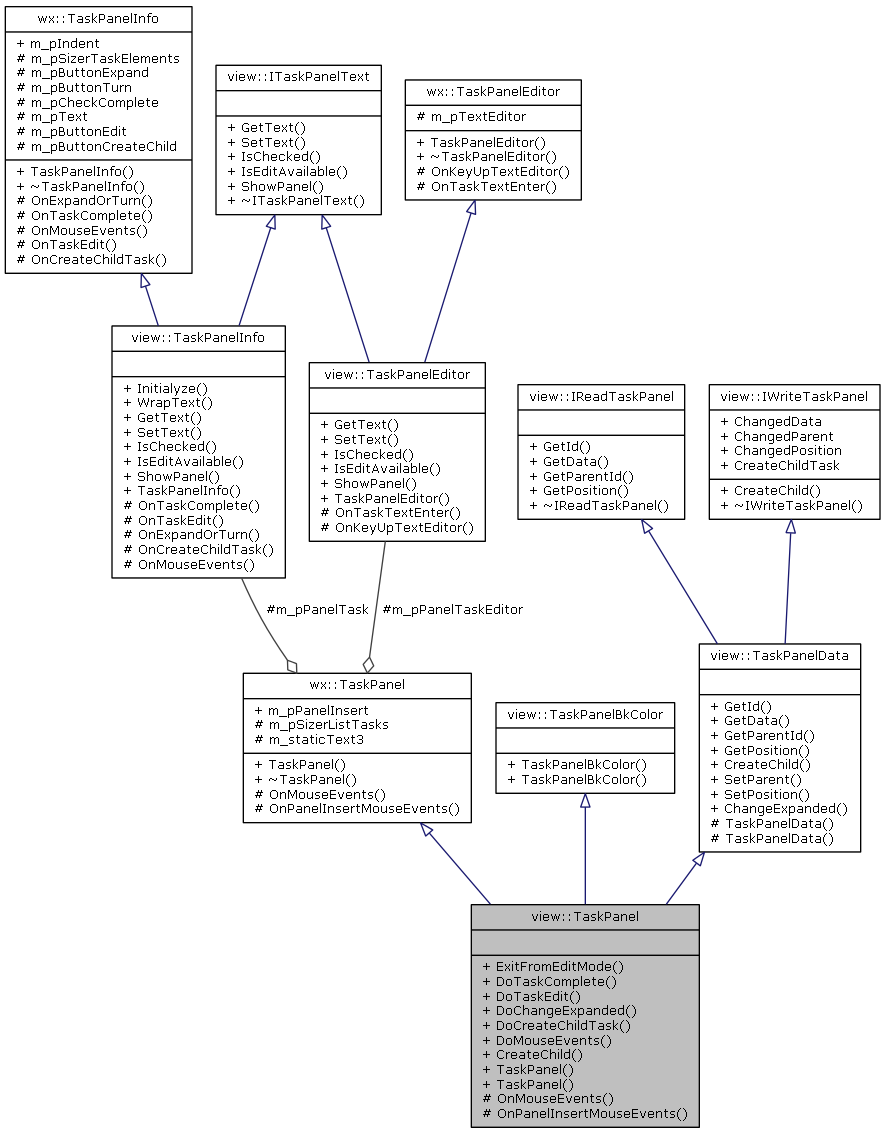 wx::TaskPanelInfo
+ m_pIndent
# m_pSizerTaskElements
# m_pButtonExpand
# m_pButtonTurn
# m_pCheckComplete
# m_pText
# m_pButtonEdit
# m_pButtonCreateChild
+ TaskPanelInfo()
+ ~TaskPanelInfo()
# OnExpandOrTurn()
# OnTaskComplete()
# OnMouseEvents()
# OnTaskEdit()
# OnCreateChildTask()
view::ITaskPanelText
+ GetText()
+ SetText()
+ IsChecked()
+ IsEditAvailable()
+ ShowPanel()
+ ~ITaskPanelText()
wx::TaskPanelEditor
# m_pTextEditor
+ TaskPanelEditor()
+ ~TaskPanelEditor()
# OnKeyUpTextEditor()
# OnTaskTextEnter()
view::TaskPanelInfo
+ Initialyze()
+ WrapText()
+ GetText()
+ SetText()
+ IsChecked()
+ IsEditAvailable()
+ ShowPanel()
+ TaskPanelInfo()
# OnTaskComplete()
# OnTaskEdit()
# OnExpandOrTurn()
# OnCreateChildTask()
# OnMouseEvents()
view::TaskPanelEditor
+ GetText()
+ SetText()
+ IsChecked()
+ IsEditAvailable()
+ ShowPanel()
+ TaskPanelEditor()
# OnTaskTextEnter()
# OnKeyUpTextEditor()
view::IReadTaskPanel
+ GetId()
+ GetData()
+ GetParentId()
+ GetPosition()
+ ~IReadTaskPanel()
view::IWriteTaskPanel
+ ChangedData
+ ChangedParent
+ ChangedPosition
+ CreateChildTask
+ CreateChild()
+ ~IWriteTaskPanel()
#m_pPanelTask
#m_pPanelTaskEditor
wx::TaskPanel
+ m_pPanelInsert
# m_pSizerListTasks
# m_staticText3
+ TaskPanel()
+ ~TaskPanel()
# OnMouseEvents()
# OnPanelInsertMouseEvents()
view::TaskPanelBkColor
+ TaskPanelBkColor()
+ TaskPanelBkColor()
view::TaskPanelData
+ GetId()
+ GetData()
+ GetParentId()
+ GetPosition()
+ CreateChild()
+ SetParent()
+ SetPosition()
+ ChangeExpanded()
# TaskPanelData()
# TaskPanelData()
view::TaskPanel
+ ExitFromEditMode()
+ DoTaskComplete()
+ DoTaskEdit()
+ DoChangeExpanded()
+ DoCreateChildTask()
+ DoMouseEvents()
+ CreateChild()
+ TaskPanel()
+ TaskPanel()
# OnMouseEvents()
# OnPanelInsertMouseEvents()